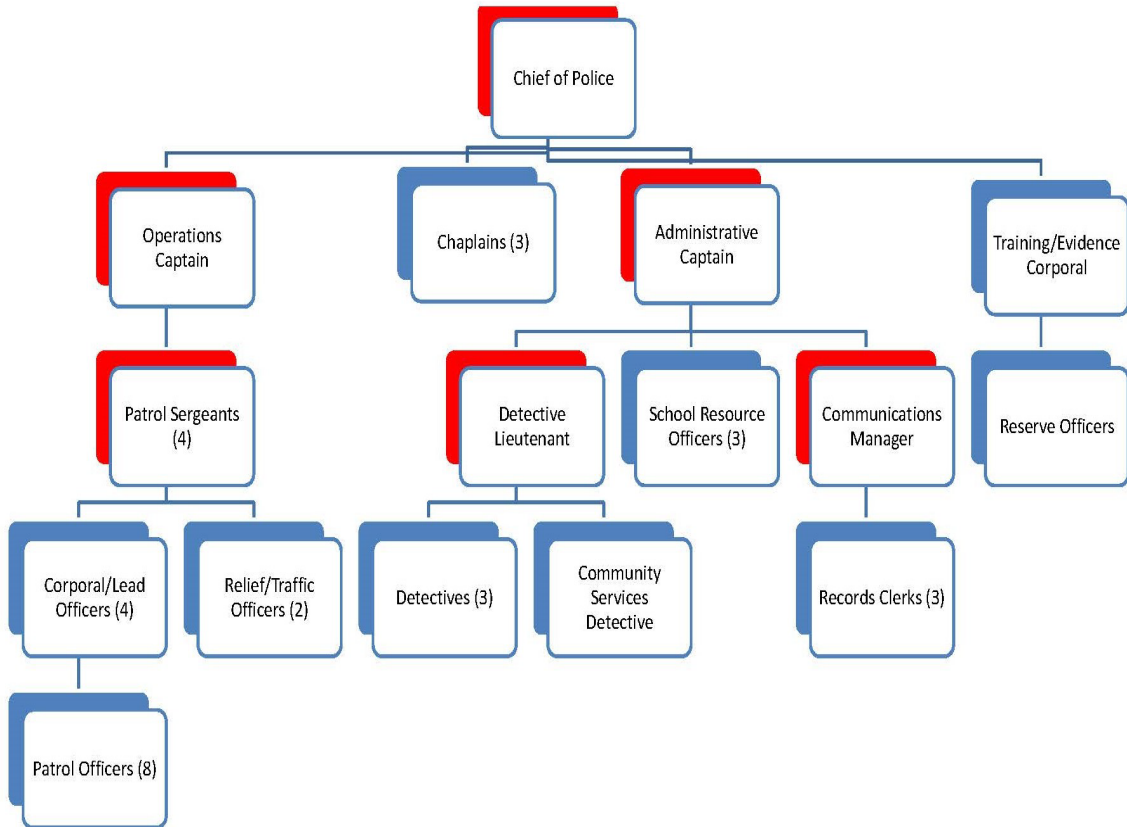 Chief of Police
Operations
Captain
Chaplains (3)
Administrative
Captain
Training/Evidence
Corporal
Patrol Sergeants
(4)
Detective
Lieutenant
School Resource
Officers (3)
Communications
Manager
Reserve Officers
Corporal/Lead
Officers (4)
Relief/Traffic
Officers (2)
Detectives (3)
Community
Services
Detective
Records Clerks (3)
Patrol Officers (8)